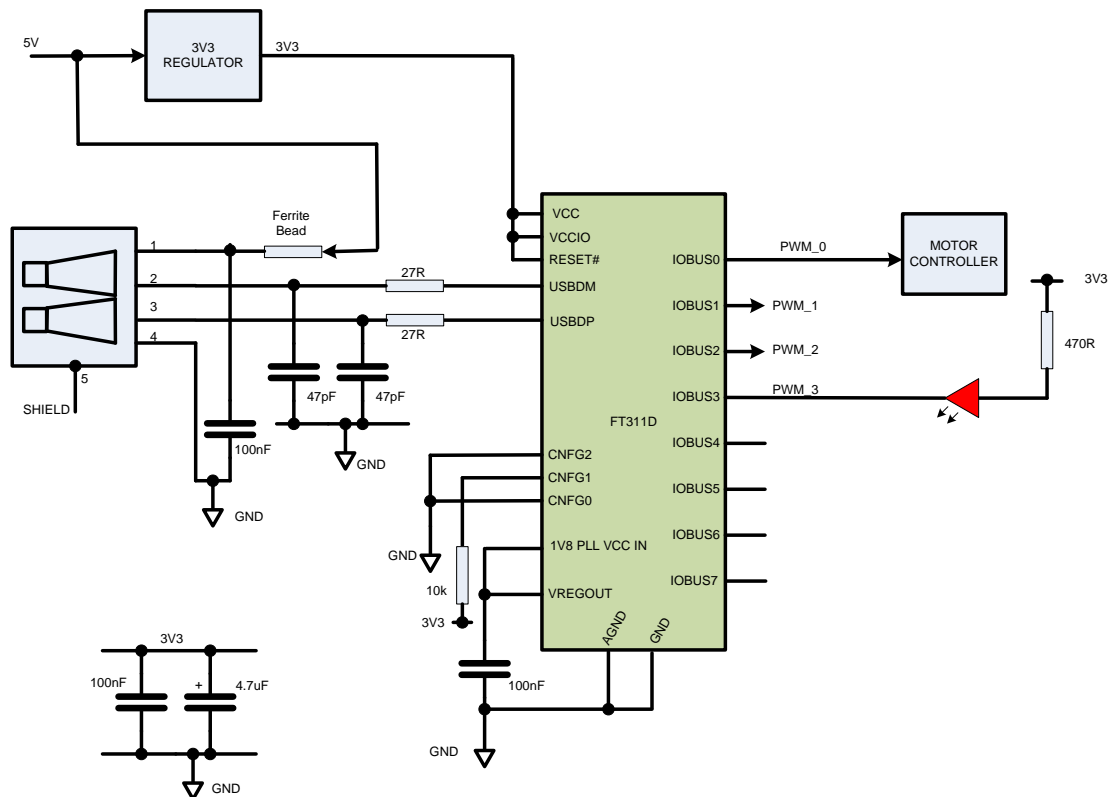 5V
3V3
REGULATOR
3V3
Ferrite
Bead
1
2
3
4
5
SHIELD
27R
27R
47pF
47pF
100nF
GND
GND
VCC
VCCIO
RESET#
USBDM
USBDP
FT311D
CNFG2
CNFG1
CNFG0
1V8 PLL VCC IN
VREGOUT
AGND
GND
IOBUS0
IOBUS1
IOBUS2
IOBUS3
IOBUS4
IOBUS5
IOBUS6
IOBUS7
PWM_0
PWM_1
PWM_2
PWM_3
MOTOR
CONTROLLER
3V3
470R
GND
10k
3V3
100nF
GND
3V3
100nF
+
4.7uF
GND